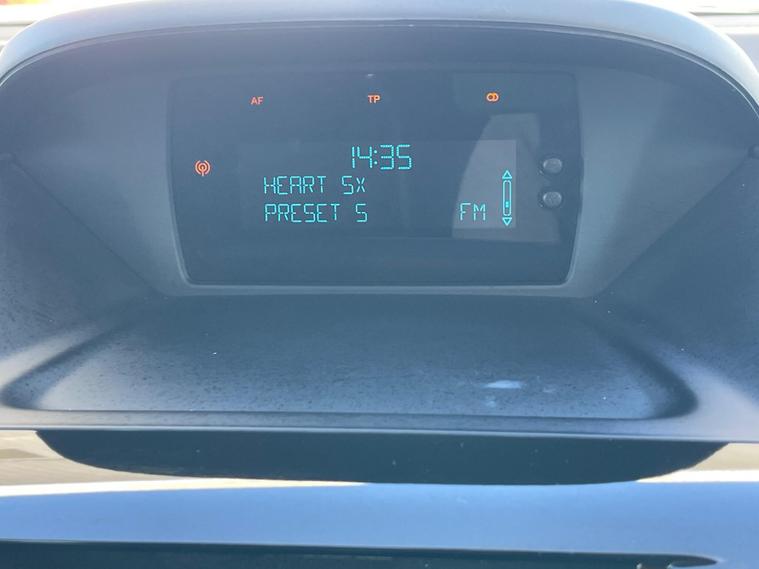 AF TP
14:35
HEART Sx
PRESET 5 FM